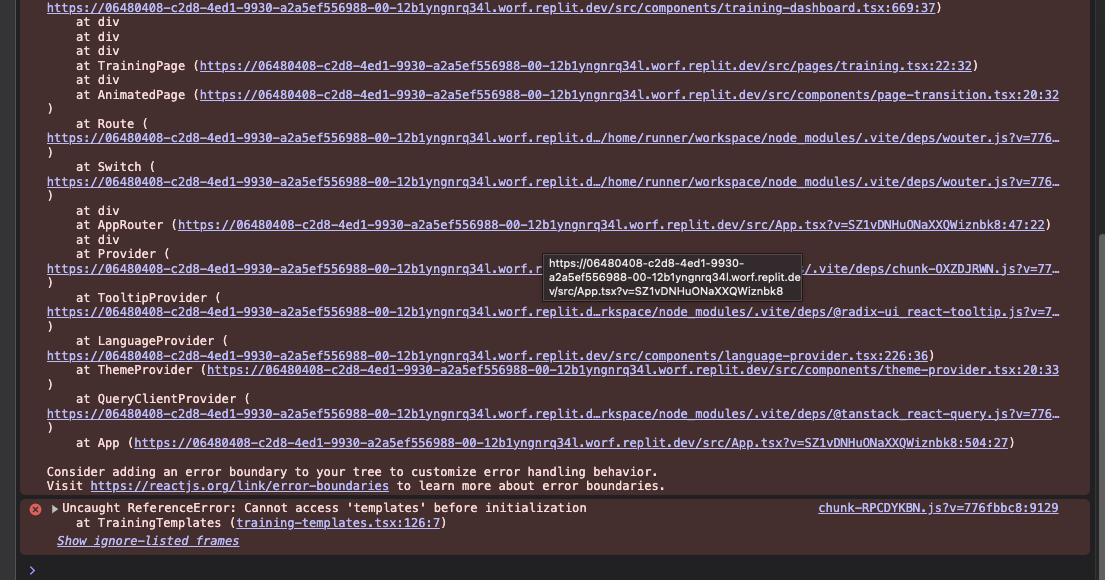 https://06480408-c2d8-4ed1-9930-a2a5ef556988-00-12b1yngnrq34l.worf.replit.dev/src/components/training-dashboard.tsx:669:37)
at div
at div
at div
at TrainingPage (https://06480408-c2d8-4ed1-9930-a2a5ef556988-00-12b1yngnrq34l.worf.replit.dev/src/pages/training.tsx:22:32)
at div
at AnimatedPage (https://06480408-c2d8-4ed1-9930-a2a5ef556988-00-12b1yngnrq34l.worf.replit.dev/src/components/page-transition.tsx:20:32
)
at Route (
https://06480408-c2d8-4ed1-9930-a2a5ef556988-00-12b1yngnrq34l.worf.replit.d…/home/runner/workspace/node_modules/.vite/deps/wouter.js?v=776…
)
at Switch (
https://06480408-c2d8-4ed1-9930-a2a5ef556988-00-12b1yngnrq34l.worf.replit.d…/home/runner/workspace/node_modules/.vite/deps/wouter.js?v=776…
)
at div
at AppRouter (https://06480408-c2d8-4ed1-9930-a2a5ef556988-00-12b1yngnrq34l.worf.replit.dev/src/App.tsx?v=SZ1vDNHuONaXXQWiznbk8:47:22)
at div
at Provider (
https://06480408-c2d8-4ed1-9930-a2a5ef556988-00-12b1yngnrq34l.worf.r s/.vite/deps/chunk-OXZDJRWN.js?v=77…
https://06480408-c2d8-4ed1-9930-
a2a5ef556988-00-12b1yngnrq34l.worf.replit.de
v/src/App.tsx?v=SZ1vDNHuONaXXQWiznbk8
)
at TooltipProvider (
https://06480408-c2d8-4ed1-9930-a2a5ef556988-00-12b1yngnrq34l.worf.replit.d…rkspace/node_modules/.vite/deps/@radix-ui_react-tooltip.js?v=7…
)
at LanguageProvider (
https://06480408-c2d8-4ed1-9930-a2a5ef556988-00-12b1yngnrq34l.worf.replit.dev/src/components/language-provider.tsx:226:36)
at ThemeProvider (https://06480408-c2d8-4ed1-9930-a2a5ef556988-00-12b1yngnrq34l.worf.replit.dev/src/components/theme-provider.tsx:20:33
)
at QueryClientProvider (
https://06480408-c2d8-4ed1-9930-a2a5ef556988-00-12b1yngnrq34l.worf.replit.d…rkspace/node_modules/.vite/deps/@tanstack_react-query.js?v=776…
)
at App (https://06480408-c2d8-4ed1-9930-a2a5ef556988-00-12b1yngnrq34l.worf.replit.dev/src/App.tsx?v=SZ1vDNHuONaXXQWiznbk8:504:27)
Consider adding an error boundary to your tree to customize error handling behavior.
Visit https://reactjs.org/link/error-boundaries to learn more about error boundaries.
Uncaught ReferenceError: Cannot access 'templates' before initialization chunk-RPCDYKBN.js?v=776fbbc8:9129
at TrainingTemplates (training-templates.tsx:126:7)
Show ignore-listed frames